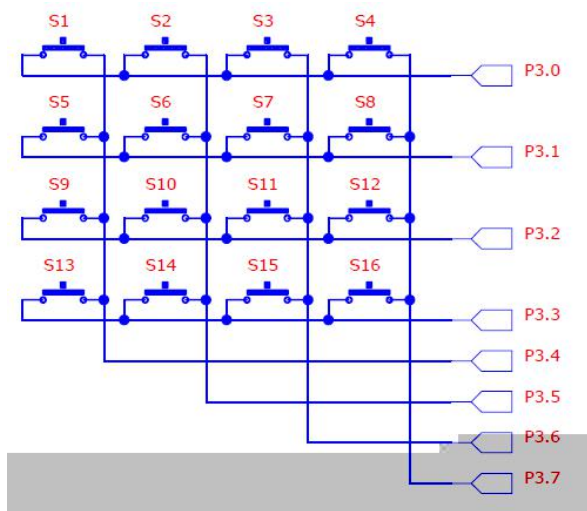 S1 S2 S3 S4
P3.0
S5 S6 S7 S8
P3.1
S9 S10 S11 S12
P3.2
S13 S14 S15 S16
P3.3
P3.4
P3.5
P3.6
P3.7